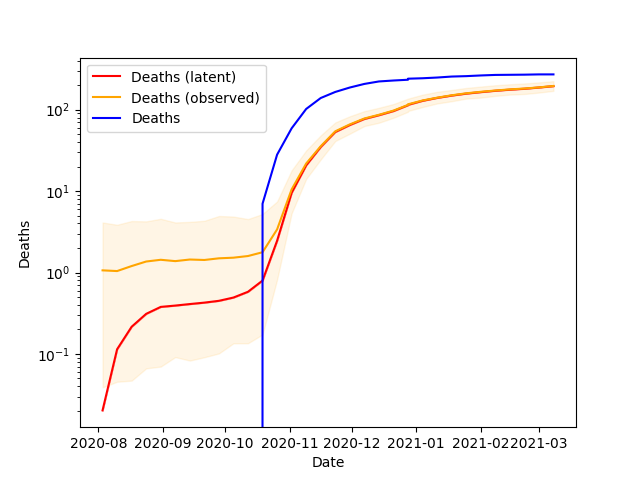 Deaths (latent)
Deaths (observed)
Deaths
10²
10¹
10⁰
10⁻¹
Deaths
2020-08 2020-09 2020-10 2020-11 2020-12 2021-01 2021-02 2021-03
Date